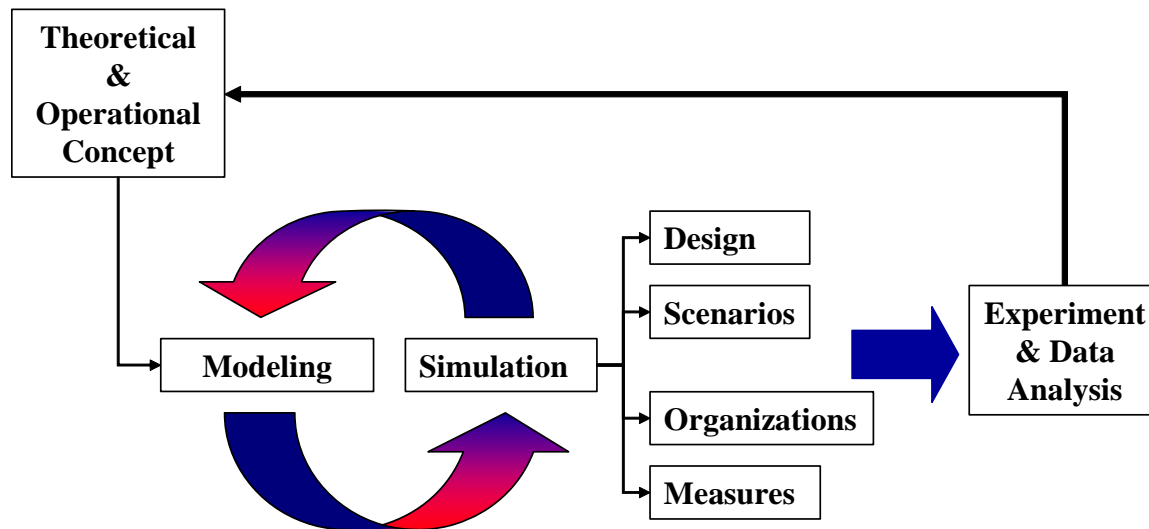 Theoretical
&
Operational
Concept
Modeling
Simulation
Design
Scenarios
Organizations
Measures
Experiment
& Data
Analysis